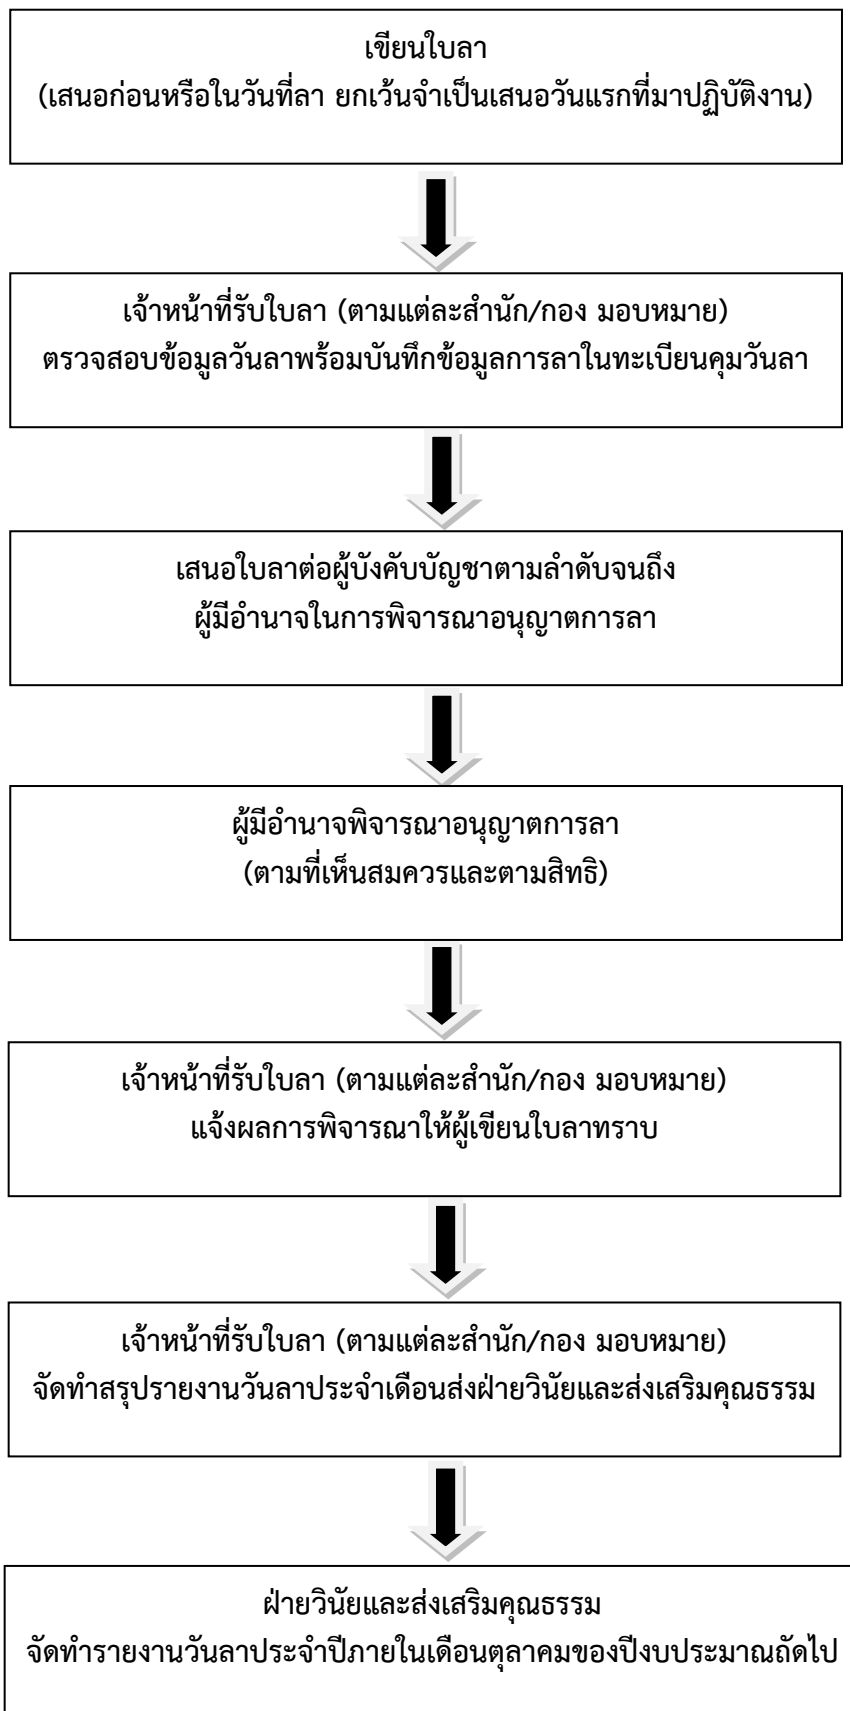 เขียนใบลา
(เสนอก่อนหรือในวันที่ลา ยกเว้นจำเป็นเสนอวันแรกที่มาปฏิบัติงาน)
เจ้าหน้าที่รับใบลา (ตามแต่ละสำนัก/กอง มอบหมาย)
ตรวจสอบข้อมูลวันลาพร้อมบันทึกข้อมูลการลาในทะเบียนคุมวันลา
เสนอใบลาต่อผู้บังคับบัญชาตามลำดับจนถึง
ผู้มีอำนาจในการพิจารณาอนุญาตการลา
ผู้มีอำนาจพิจารณาอนุญาตการลา
(ตามที่เห็นสมควรและตามสิทธิ)
เจ้าหน้าที่รับใบลา (ตามแต่ละสำนัก/กอง มอบหมาย)
แจ้งผลการพิจารณาให้ผู้เขียนใบลาทราบ
เจ้าหน้าที่รับใบลา (ตามแต่ละสำนัก/กอง มอบหมาย)
จัดทำสรุปรายงานวันลาประจำเดือนส่งฝ่ายวินัยและส่งเสริมคุณธรรม
ฝ่ายวินัยและส่งเสริมคุณธรรม
จัดทำรายงานวันลาประจำปีภายในเดือนตุลาคมของปีงบประมาณถัดไป